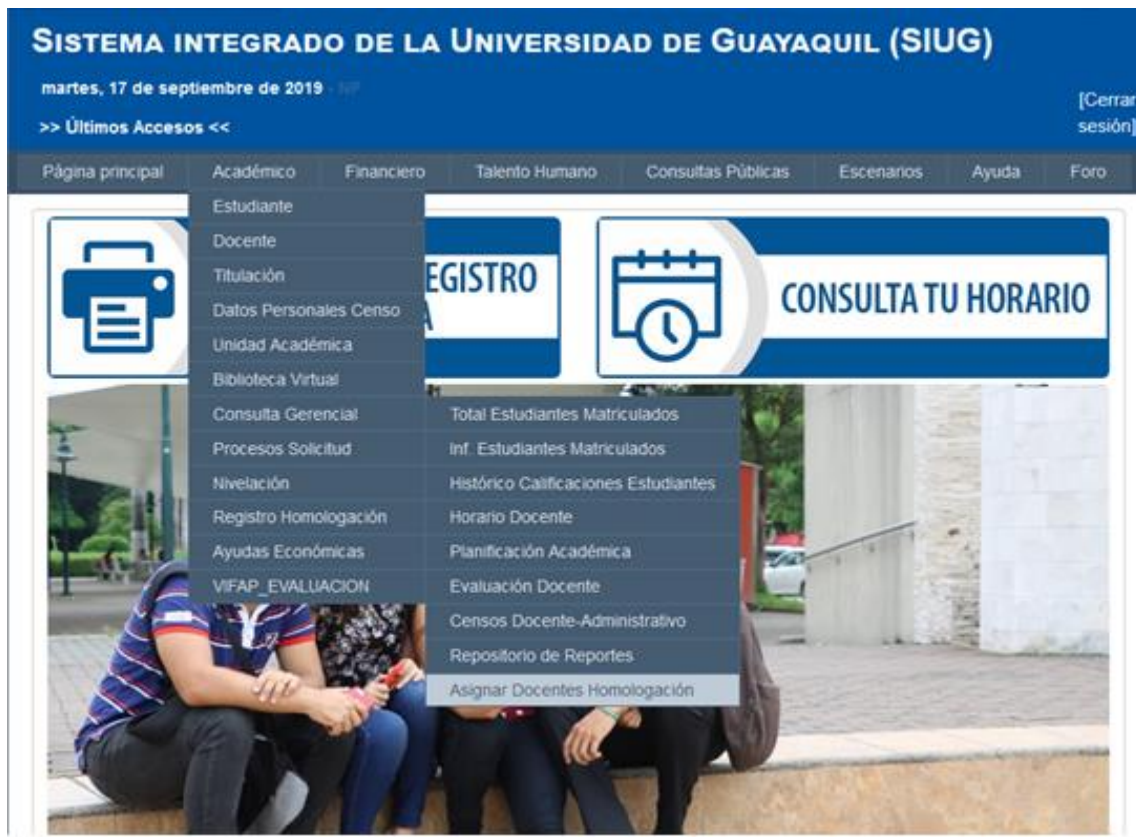 SISTEMA INTEGRADO DE LA UNIVERSIDAD DE GUAYAQUIL (SIUG)
martes, 17 de septiembre de 2019 - NP
>> Últimos Accesos <<
[Cerrar
sesión]
Página principal Académico Financiero Talento Humano Consultas Públicas Escenarios Ayuda Foro
Estudiante
Docente
Titulación
Datos Personales Censo
Unidad Académica
Biblioteca Virtual
Consulta Gerencial
Procesos Solicitud
Nivelación
Registro Homologación
Ayudas Económicas
VIFAP_EVALUACION
Total Estudiantes Matriculados
Inf. Estudiantes Matriculados
Histórico Calificaciones Estudiantes
Horario Docente
Planificación Académica
Evaluación Docente
Censos Docente-Administrativo
Repositorio de Reportes
Asignar Docentes Homologación
EGISTRO
A
CONSULTA TU HORARIO